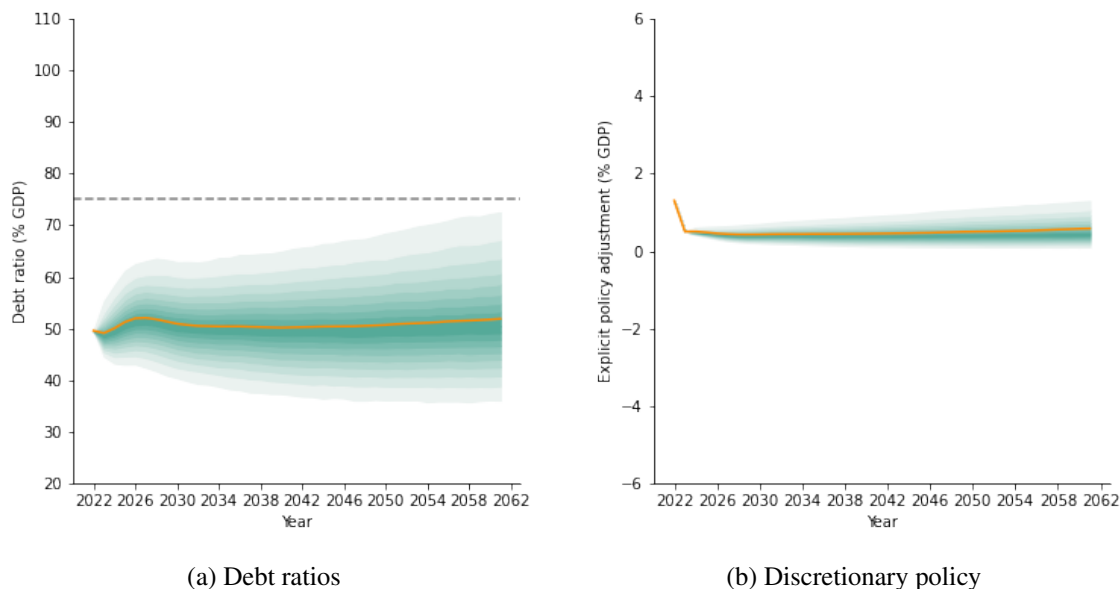 110
100
90
80
70
60
50
40
30
20
Debt ratio (% GDP)
2022 2026 2030 2034 2038 2042 2046 2050 2054 2058 2062
Year
(a) Debt ratios
6
4
2
0
−2
−4
−6
Explicit policy adjustment (% GDP)
2022 2026 2030 2034 2038 2042 2046 2050 2054 2058 2062
Year
(b) Discretionary policy